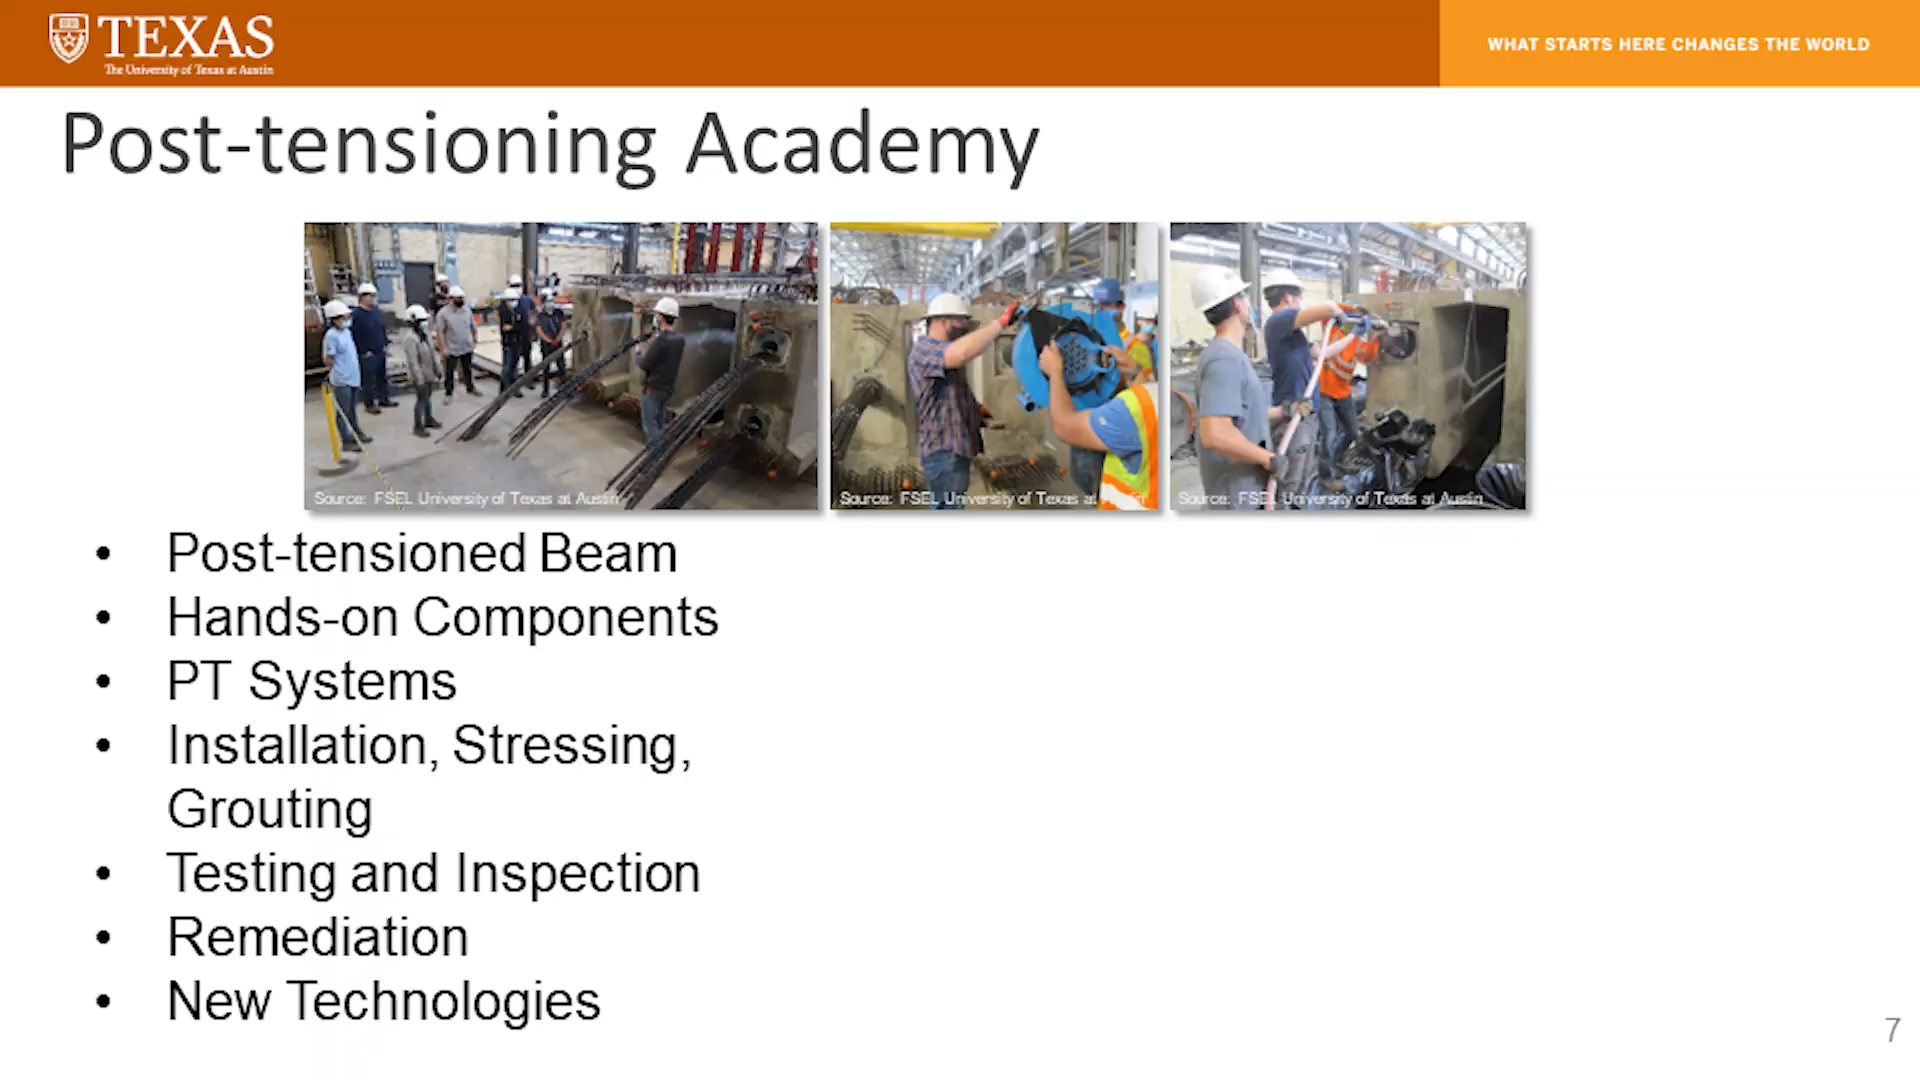 TEXAS
The University of Texas at Austin
WHAT STARTS HERE CHANGES THE WORLD
Post-tensioning Academy
Source: FSEL University of Texas at Austin
Source: FSEL University of Texas at Austin
Source: FSEL University of Texas at Austin
• Post-tensioned Beam
• Hands-on Components
• PT Systems
• Installation, Stressing,
Grouting
• Testing and Inspection
• Remediation
• New Technologies
7